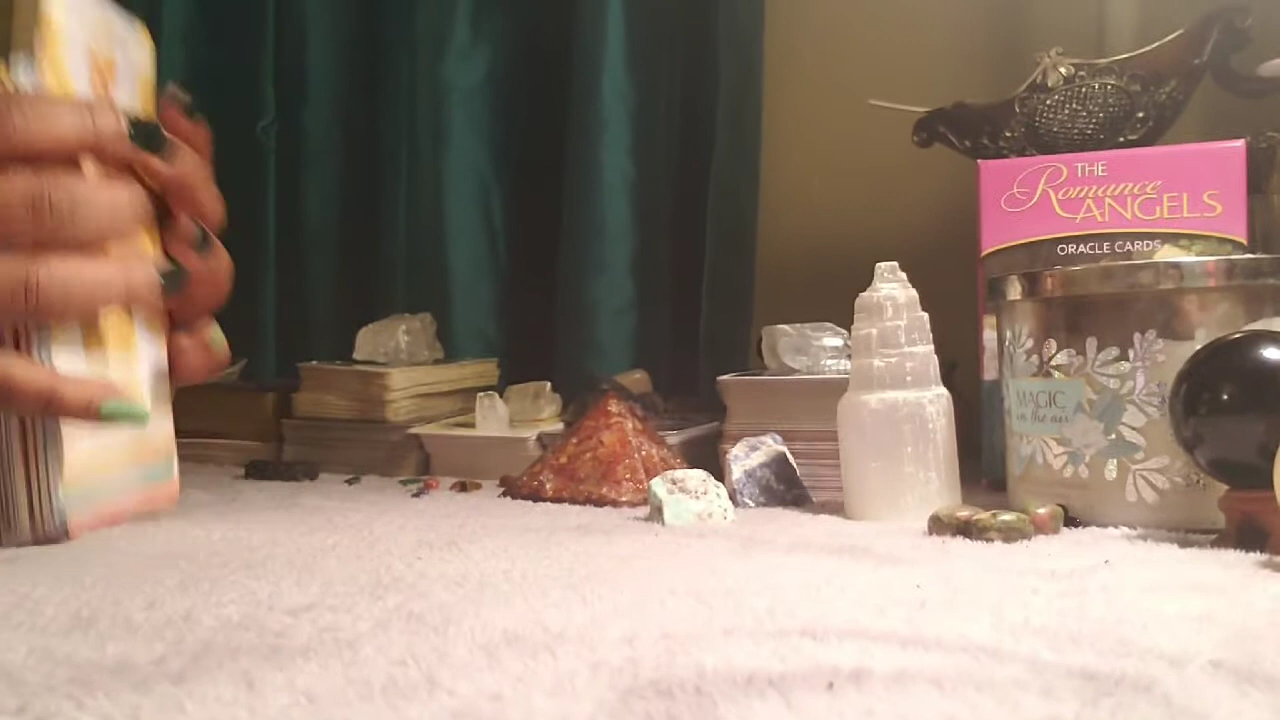 THE
Romance
ANGELS
ORACLE CARDS
MAGIC
in the air